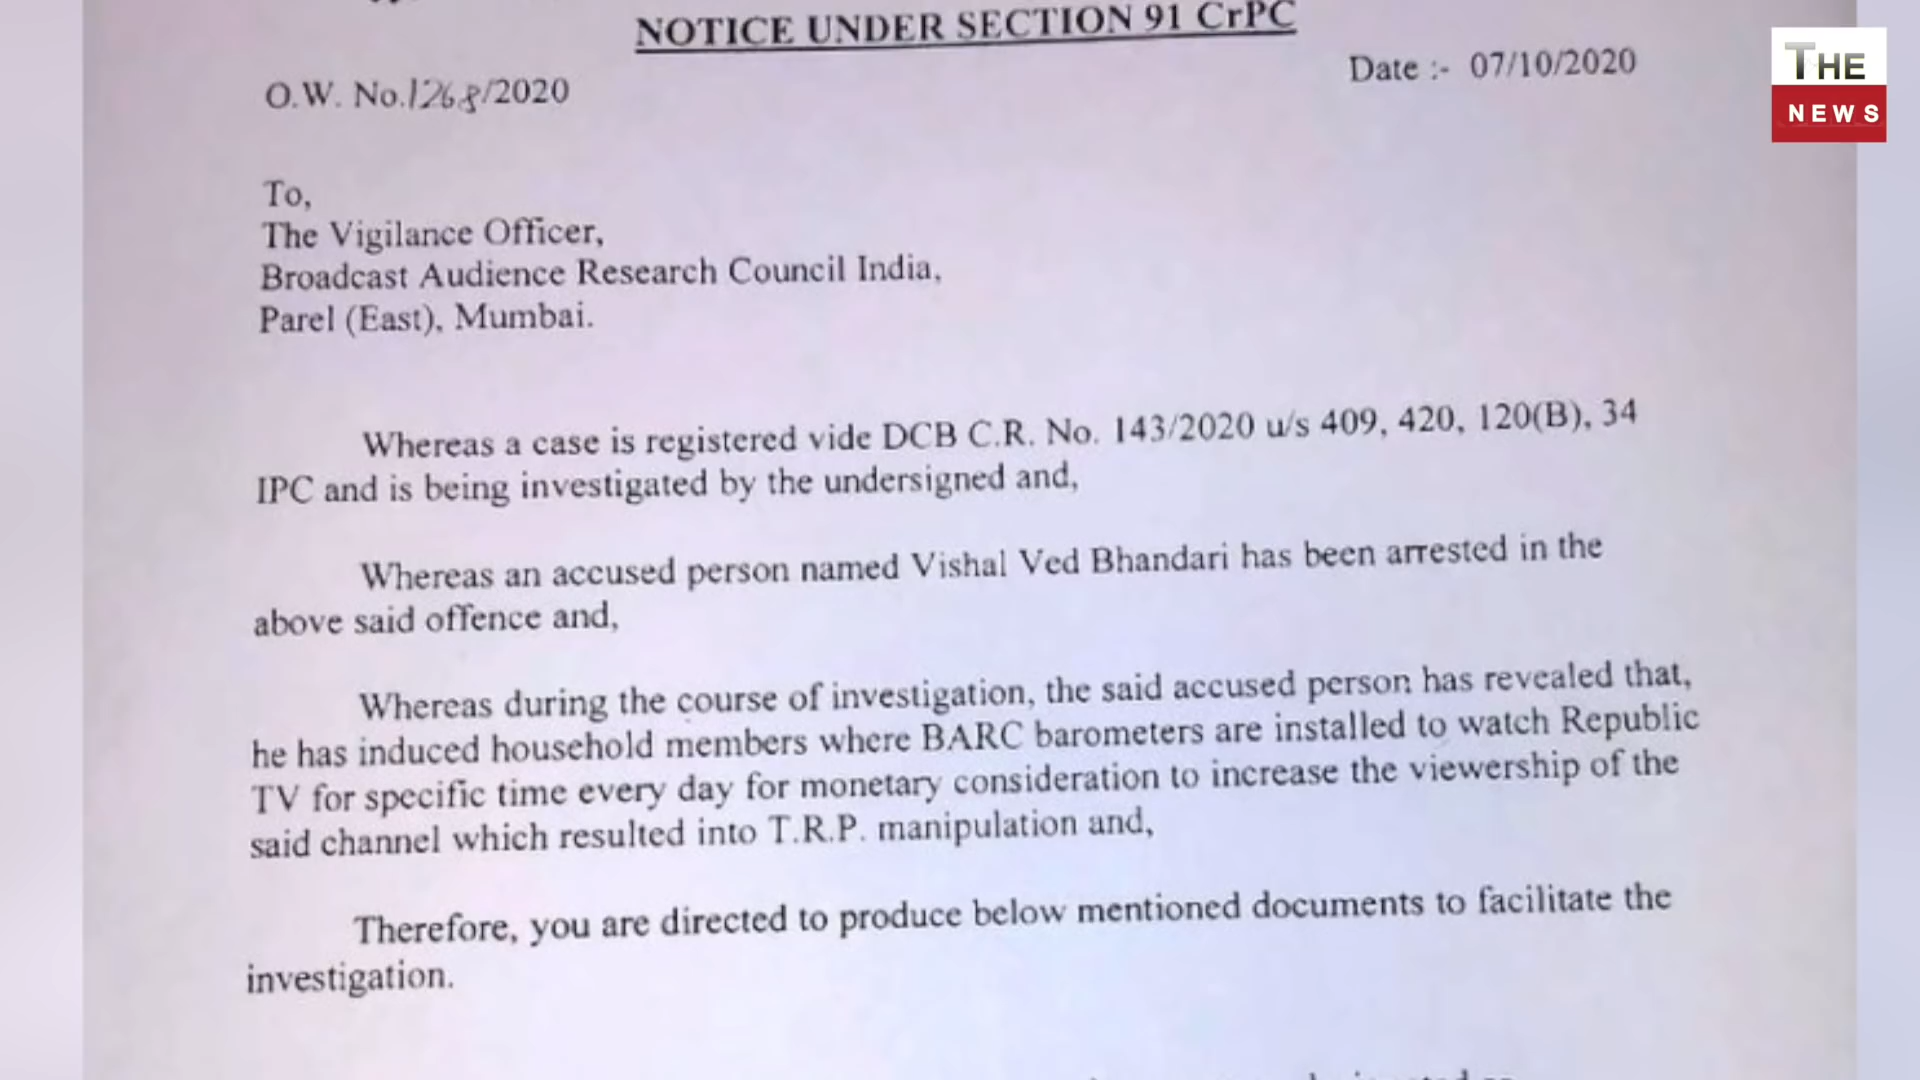 NOTICE UNDER SECTION 91 CrPC
O.W. No.1268/2020
Date :- 07/10/2020
THE
NEWS
To,
The Vigilance Officer,
Broadcast Audience Research Council India,
Parel (East), Mumbai.
Whereas a case is registered vide DCB C.R. No. 143/2020 u/s 409, 420, 120(B), 34
IPC and is being investigated by the undersigned and,
Whereas an accused person named Vishal Ved Bhandari has been arrested in the
above said offence and,
Whereas during the course of investigation, the said accused person has revealed that,
he has induced household members where BARC barometers are installed to watch Republic
TV for specific time every day for monetary consideration to increase the viewership of the
said channel which resulted into T.R.P. manipulation and,
Therefore, you are directed to produce below mentioned documents to facilitate the
investigation.